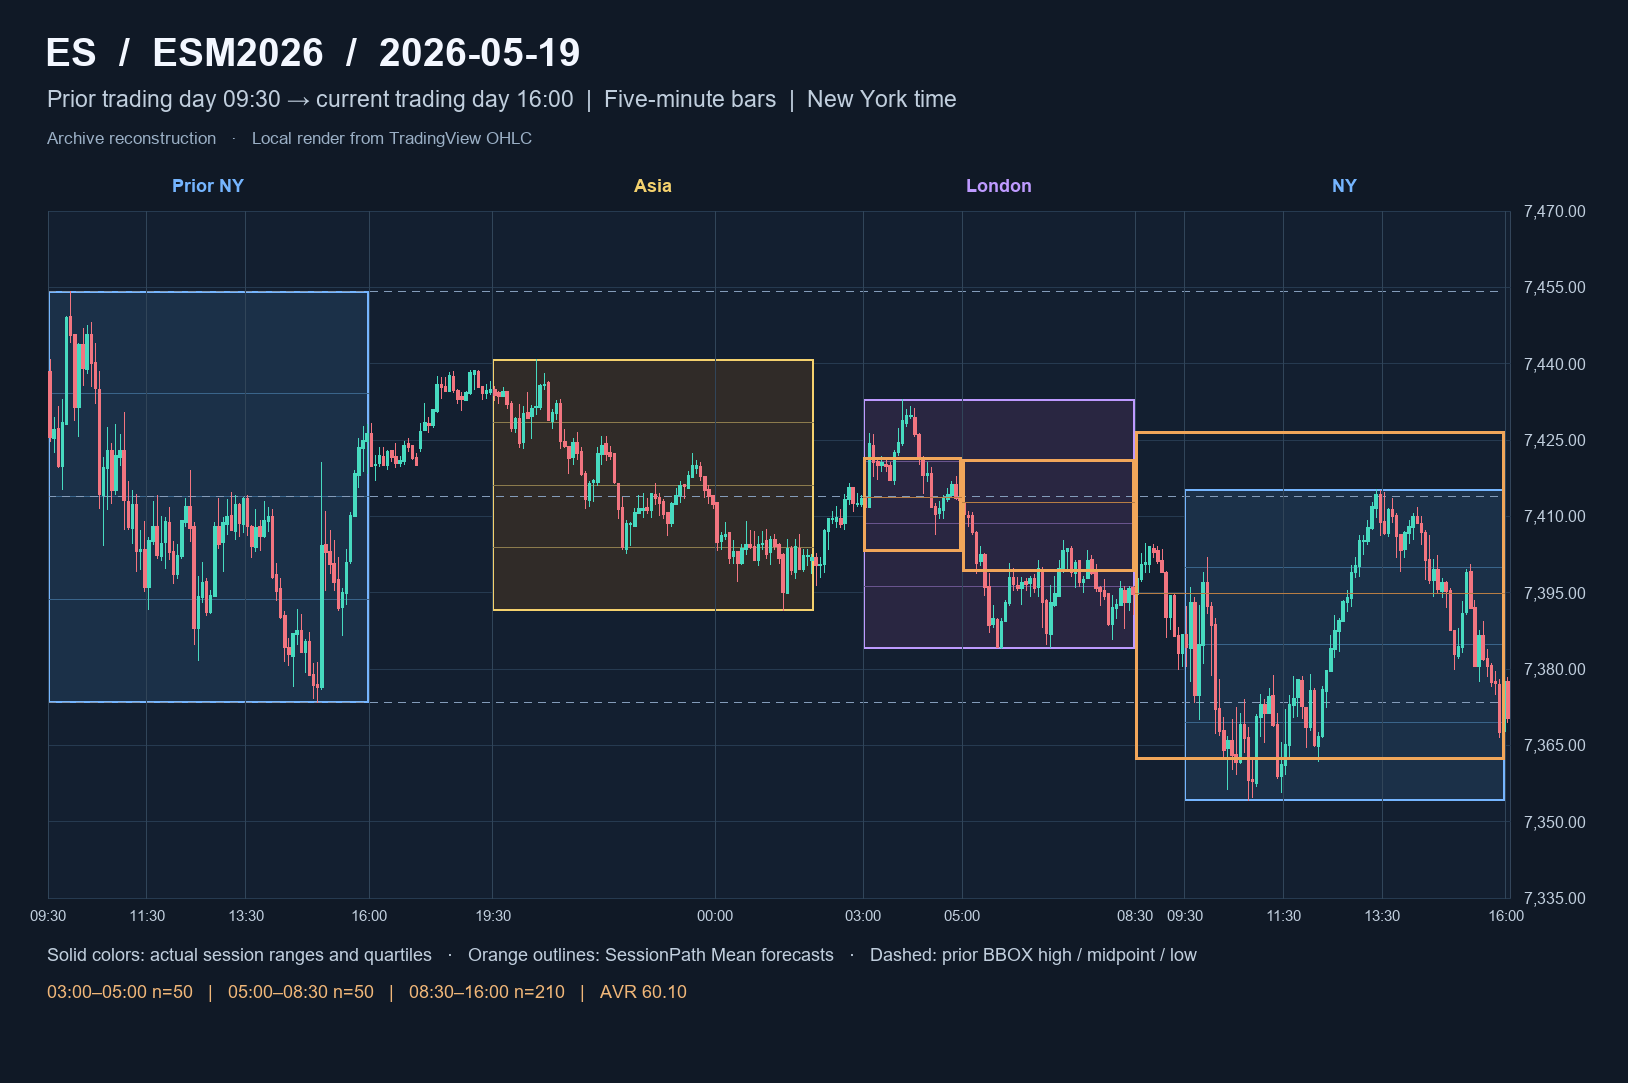 ES / ESM2026 / 2026-05-19
Prior trading day 09:30 → current trading day 16:00 | Five-minute bars | New York time
Archive reconstruction · Local render from TradingView OHLC
Prior NY Asia London NY
7,470.00
7,455.00
7,440.00
7,425.00
7,410.00
7,395.00
7,380.00
7,365.00
7,350.00
7,335.00
09:30 11:30 13:30 16:00 19:30 00:00 03:00 05:00 08:30 09:30 11:30 13:30 16:00
Solid colors: actual session ranges and quartiles · Orange outlines: SessionPath Mean forecasts · Dashed: prior BBOX high / midpoint / low
03:00–05:00 n=50 | 05:00–08:30 n=50 | 08:30–16:00 n=210 | AVR 60.10